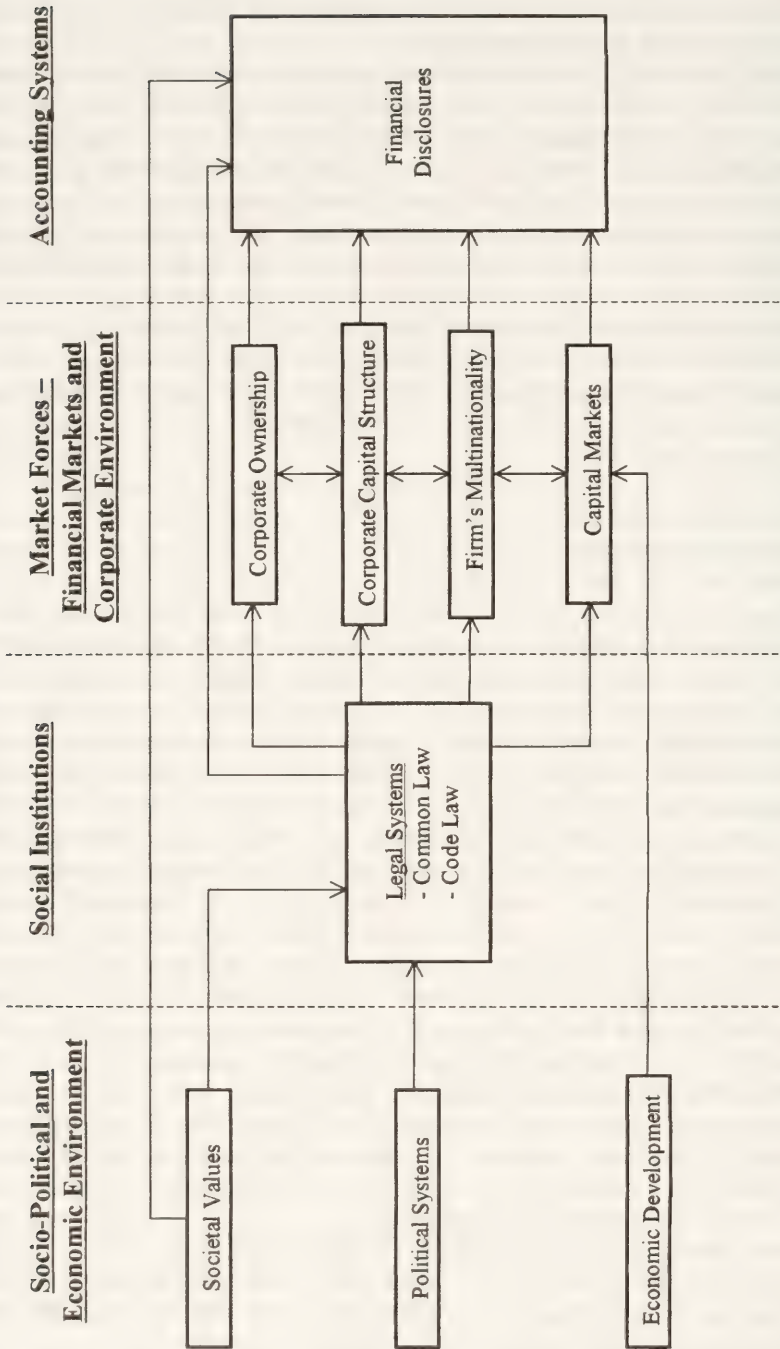 Socio-Political and
Economic Environment
Social Institutions
Market Forces –
Financial Markets and
Corporate Environment
Accounting Systems
Societal Values
Political Systems
Economic Development
Legal Systems
- Common Law
- Code Law
Corporate Ownership
Corporate Capital Structure
Firm's Multinationality
Capital Markets
Financial
Disclosures